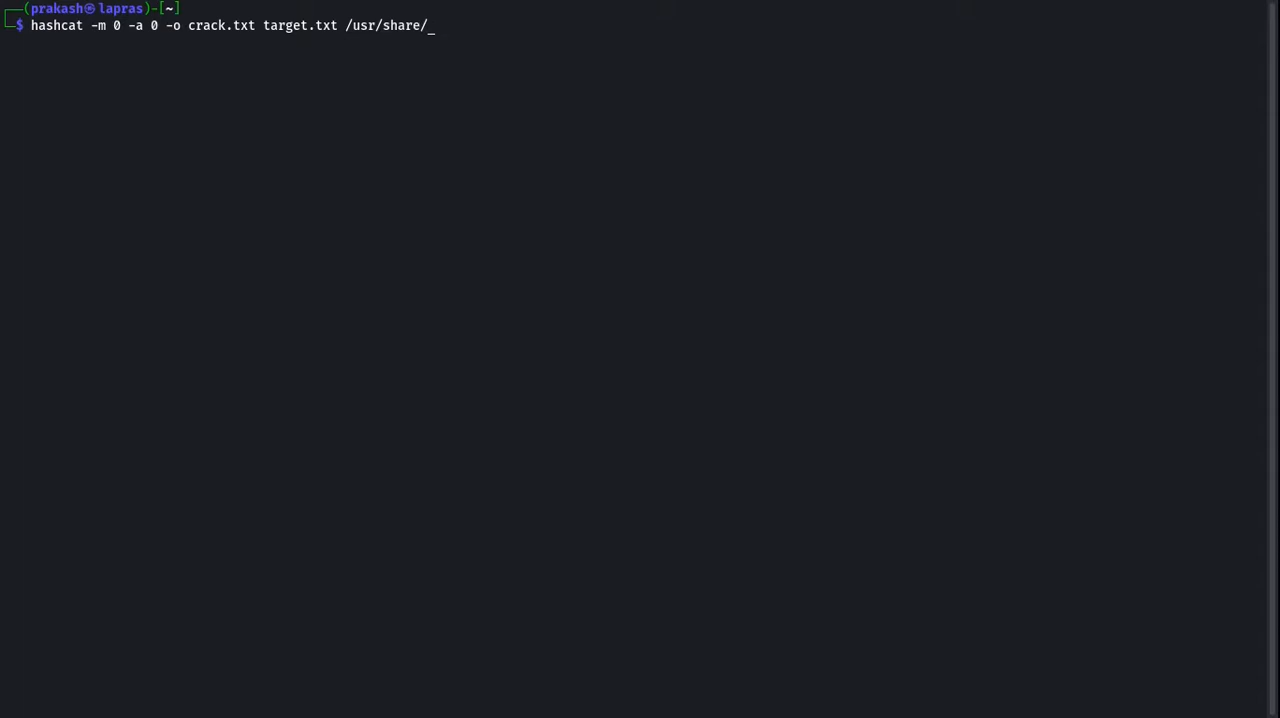 ┌──(prakash㉿lapras)-[~]
└─$ hashcat -m 0 -a 0 -o crack.txt target.txt /usr/share/_